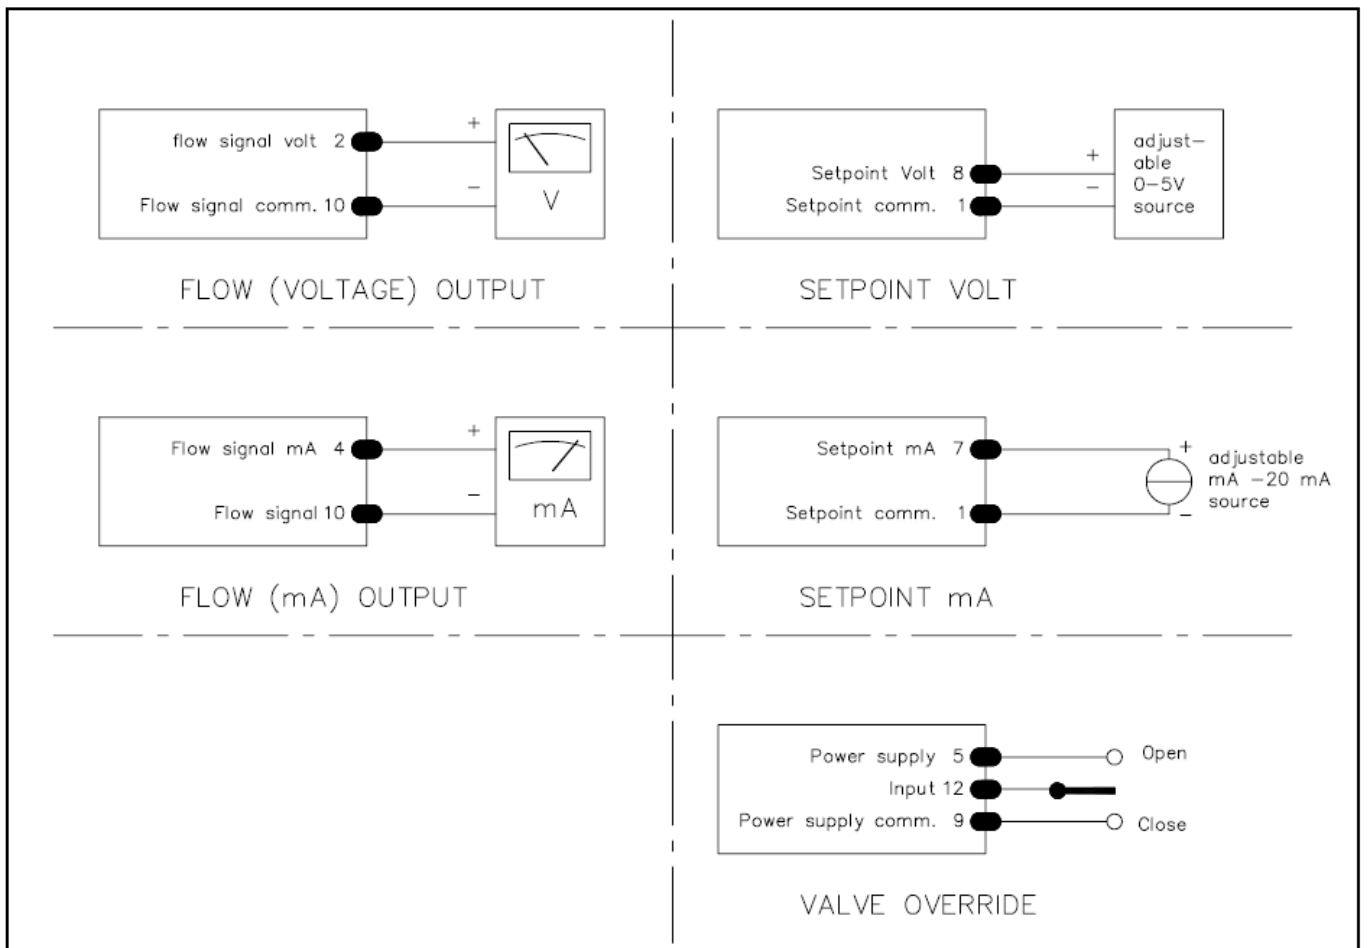 flow signal volt 2
+
Flow signal comm. 10
−
V
FLOW (VOLTAGE) OUTPUT
Setpoint Volt 8
+
Setpoint comm. 1
−
adjust−
able
0−5V
source
SETPOINT VOLT
Flow signal mA 4
+
Flow signal 10
−
mA
FLOW (mA) OUTPUT
Setpoint mA 7
+
Setpoint comm. 1
−
adjustable
mA −20 mA
source
SETPOINT mA
Power supply 5
Open
Input 12
Power supply comm. 9
Close
VALVE OVERRIDE